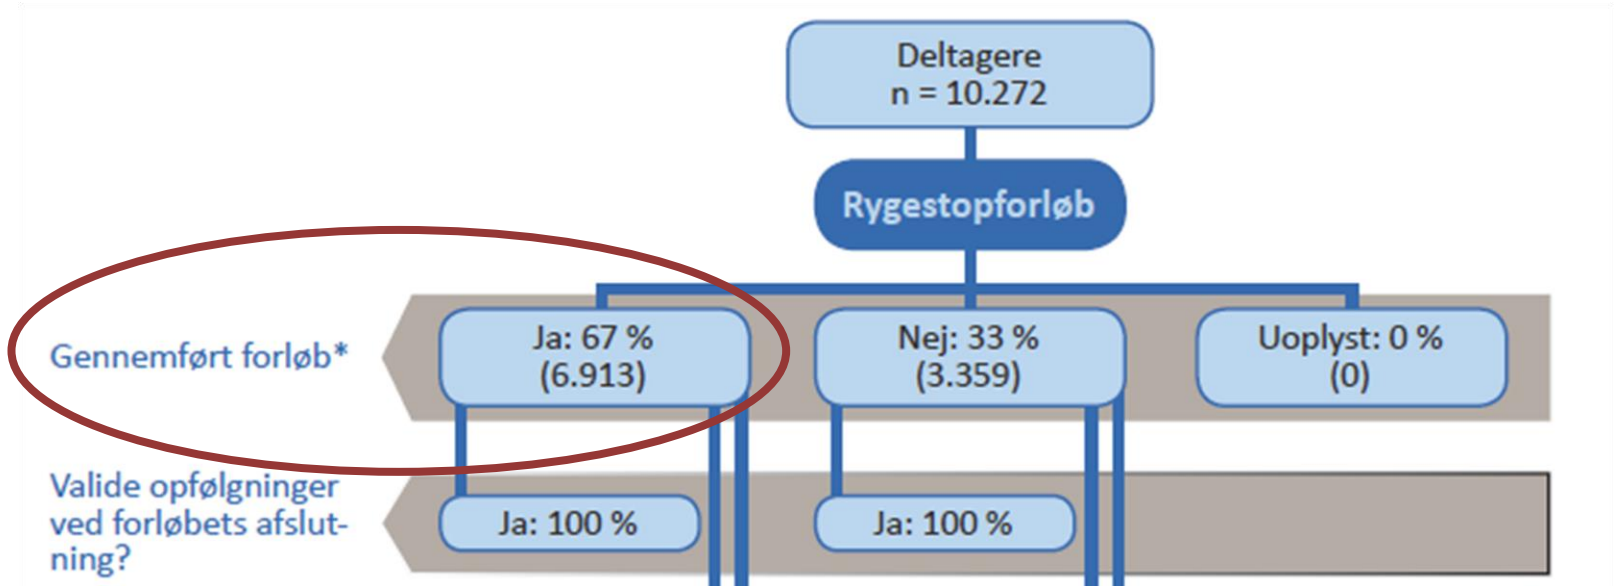 Deltagere
n = 10.272
Rygestopforløb
Gennemført forløb*
Ja: 67 %
(6.913)
Nej: 33 %
(3.359)
Uoplyst: 0 %
(0)
Valide opfølgninger
ved forløbets afslut-
ning?
Ja: 100 %
Ja: 100 %